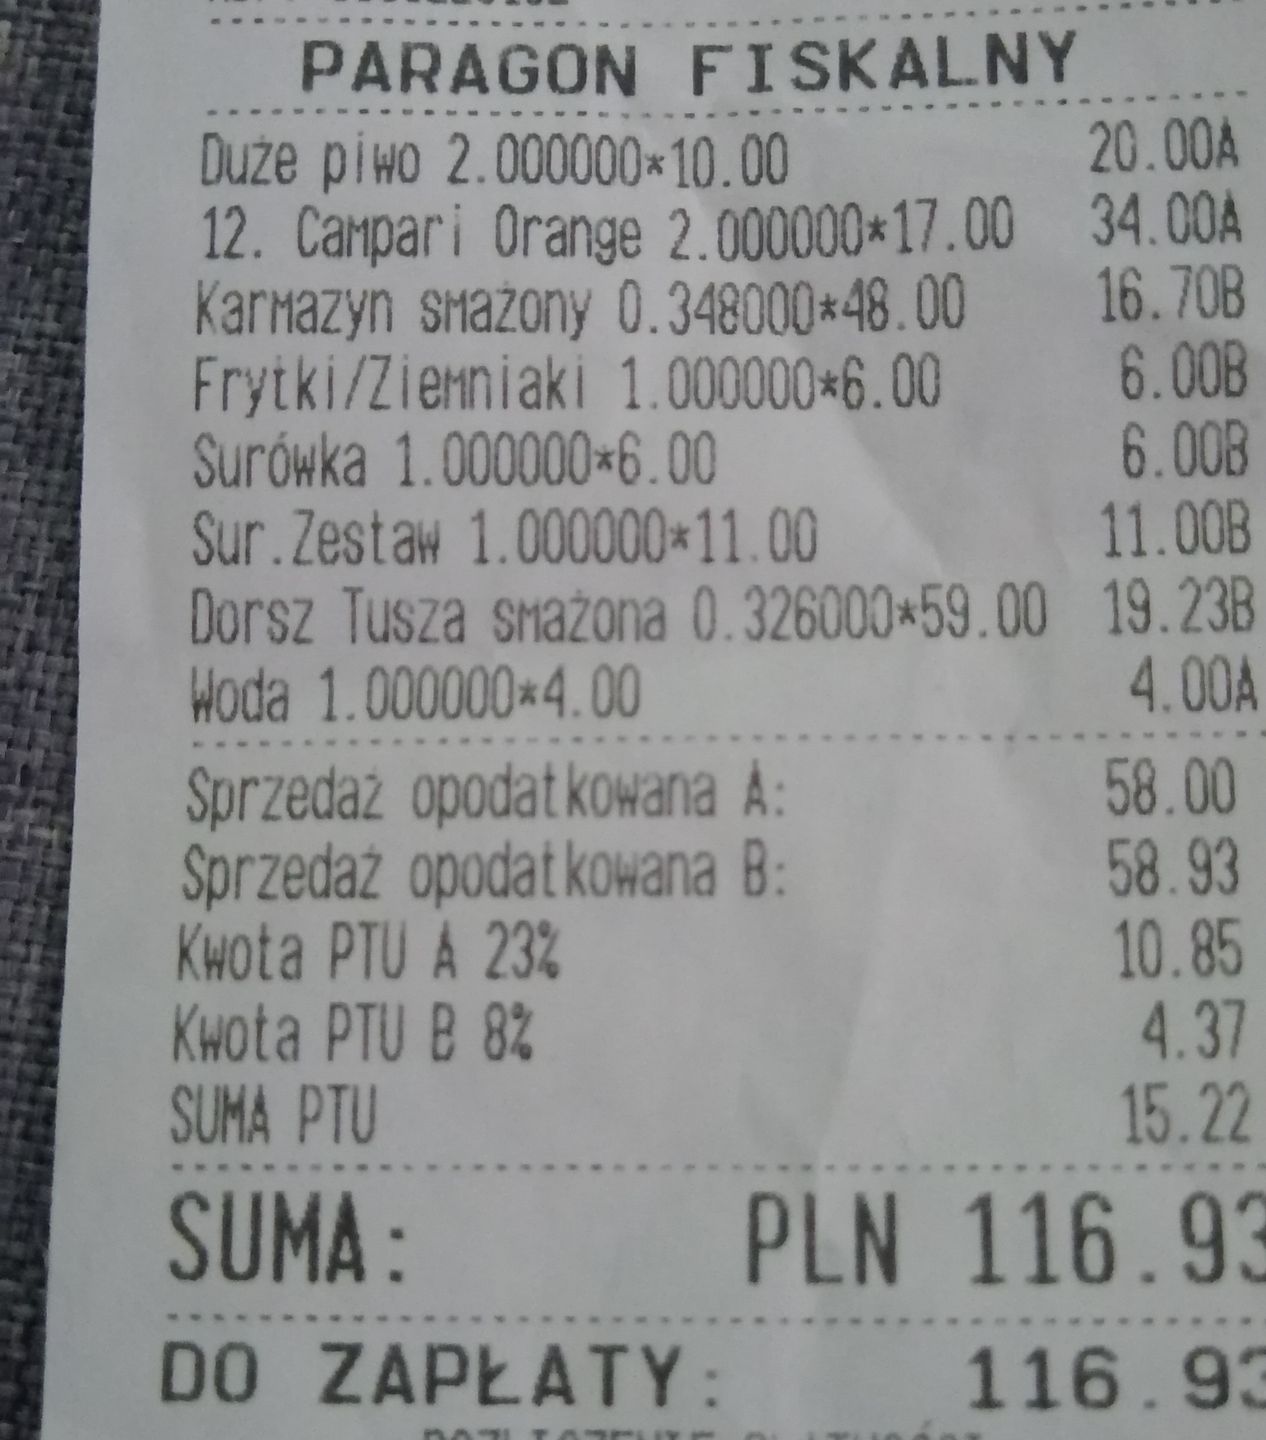 PARAGON FISKALNY
Duże piwo 2.000000*10.00 20.00A
12. Campari Orange 2.000000*17.00 34.00A
Karmazyn smażony 0.348000*48.00 16.70B
Frytki/Ziemniaki 1.000000*6.00 6.00B
Surówka 1.000000*6.00 6.00B
Sur.Zestaw 1.000000*11.00 11.00B
Dorsz Tusza smażona 0.326000*59.00 19.23B
Woda 1.000000*4.00 4.00A
Sprzedaż opodatkowana A: 58.00
Sprzedaż opodatkowana B: 58.93
Kwota PTU A 23% 10.85
Kwota PTU B 8% 4.37
SUMA PTU 15.22
SUMA: PLN 116.93
DO ZAPŁATY: 116.93